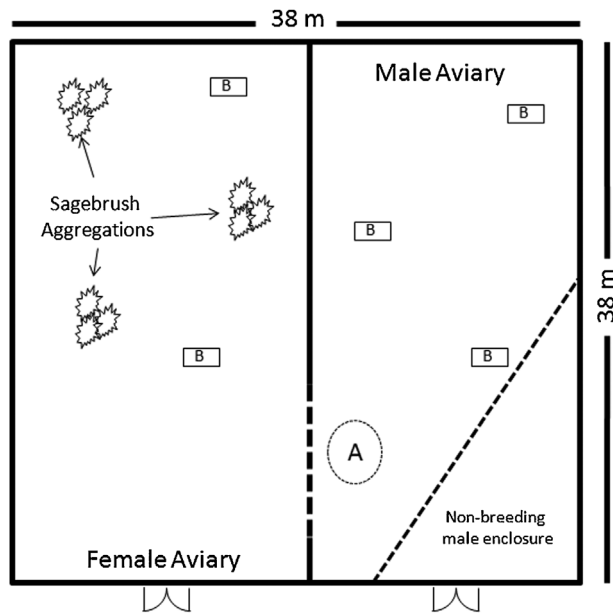 38 m
B
Male Aviary
B
Sagebrush
Aggregations
B
38 m
B
B
A
Non-breeding
male enclosure
Female Aviary